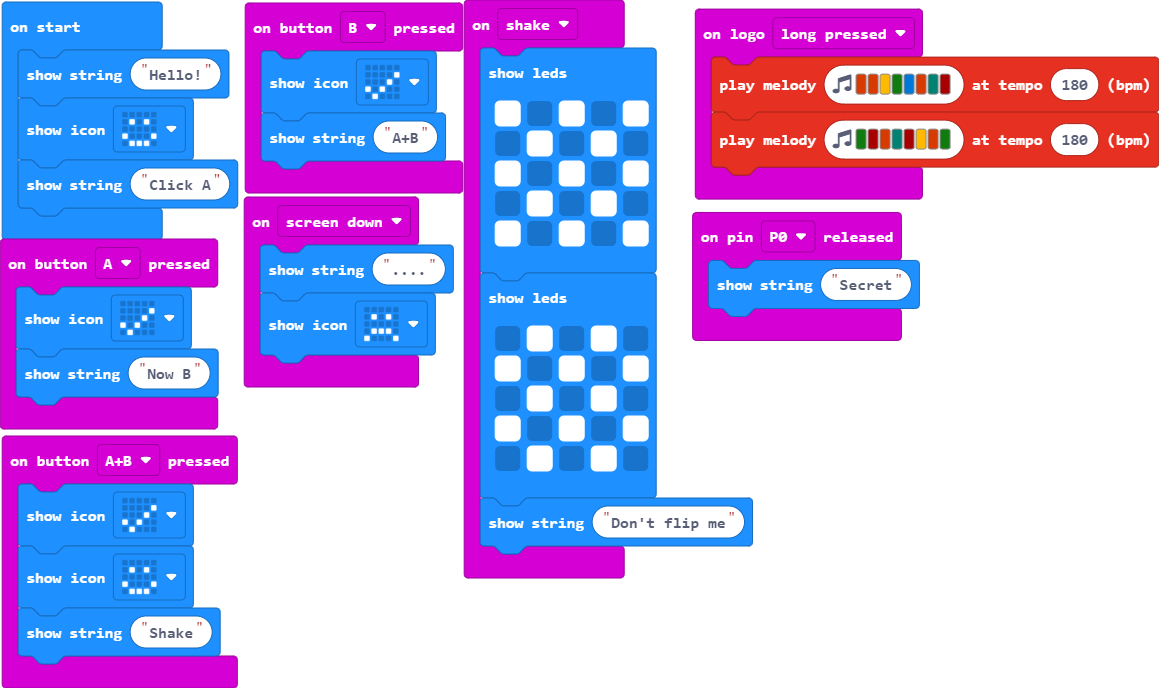 on start
show string "Hello!"
show icon
show string "Click A"
on button A pressed
show icon
show string "Now B"
on button A+B pressed
show icon
show icon
show string "Shake"
on button B pressed
show icon
show string "A+B"
on screen down
show string "...."
show icon
on shake
show leds
show leds
show string "Don't flip me"
on logo long pressed
play melody at tempo 180 (bpm)
play melody at tempo 180 (bpm)
on pin P0 released
show string "Secret"